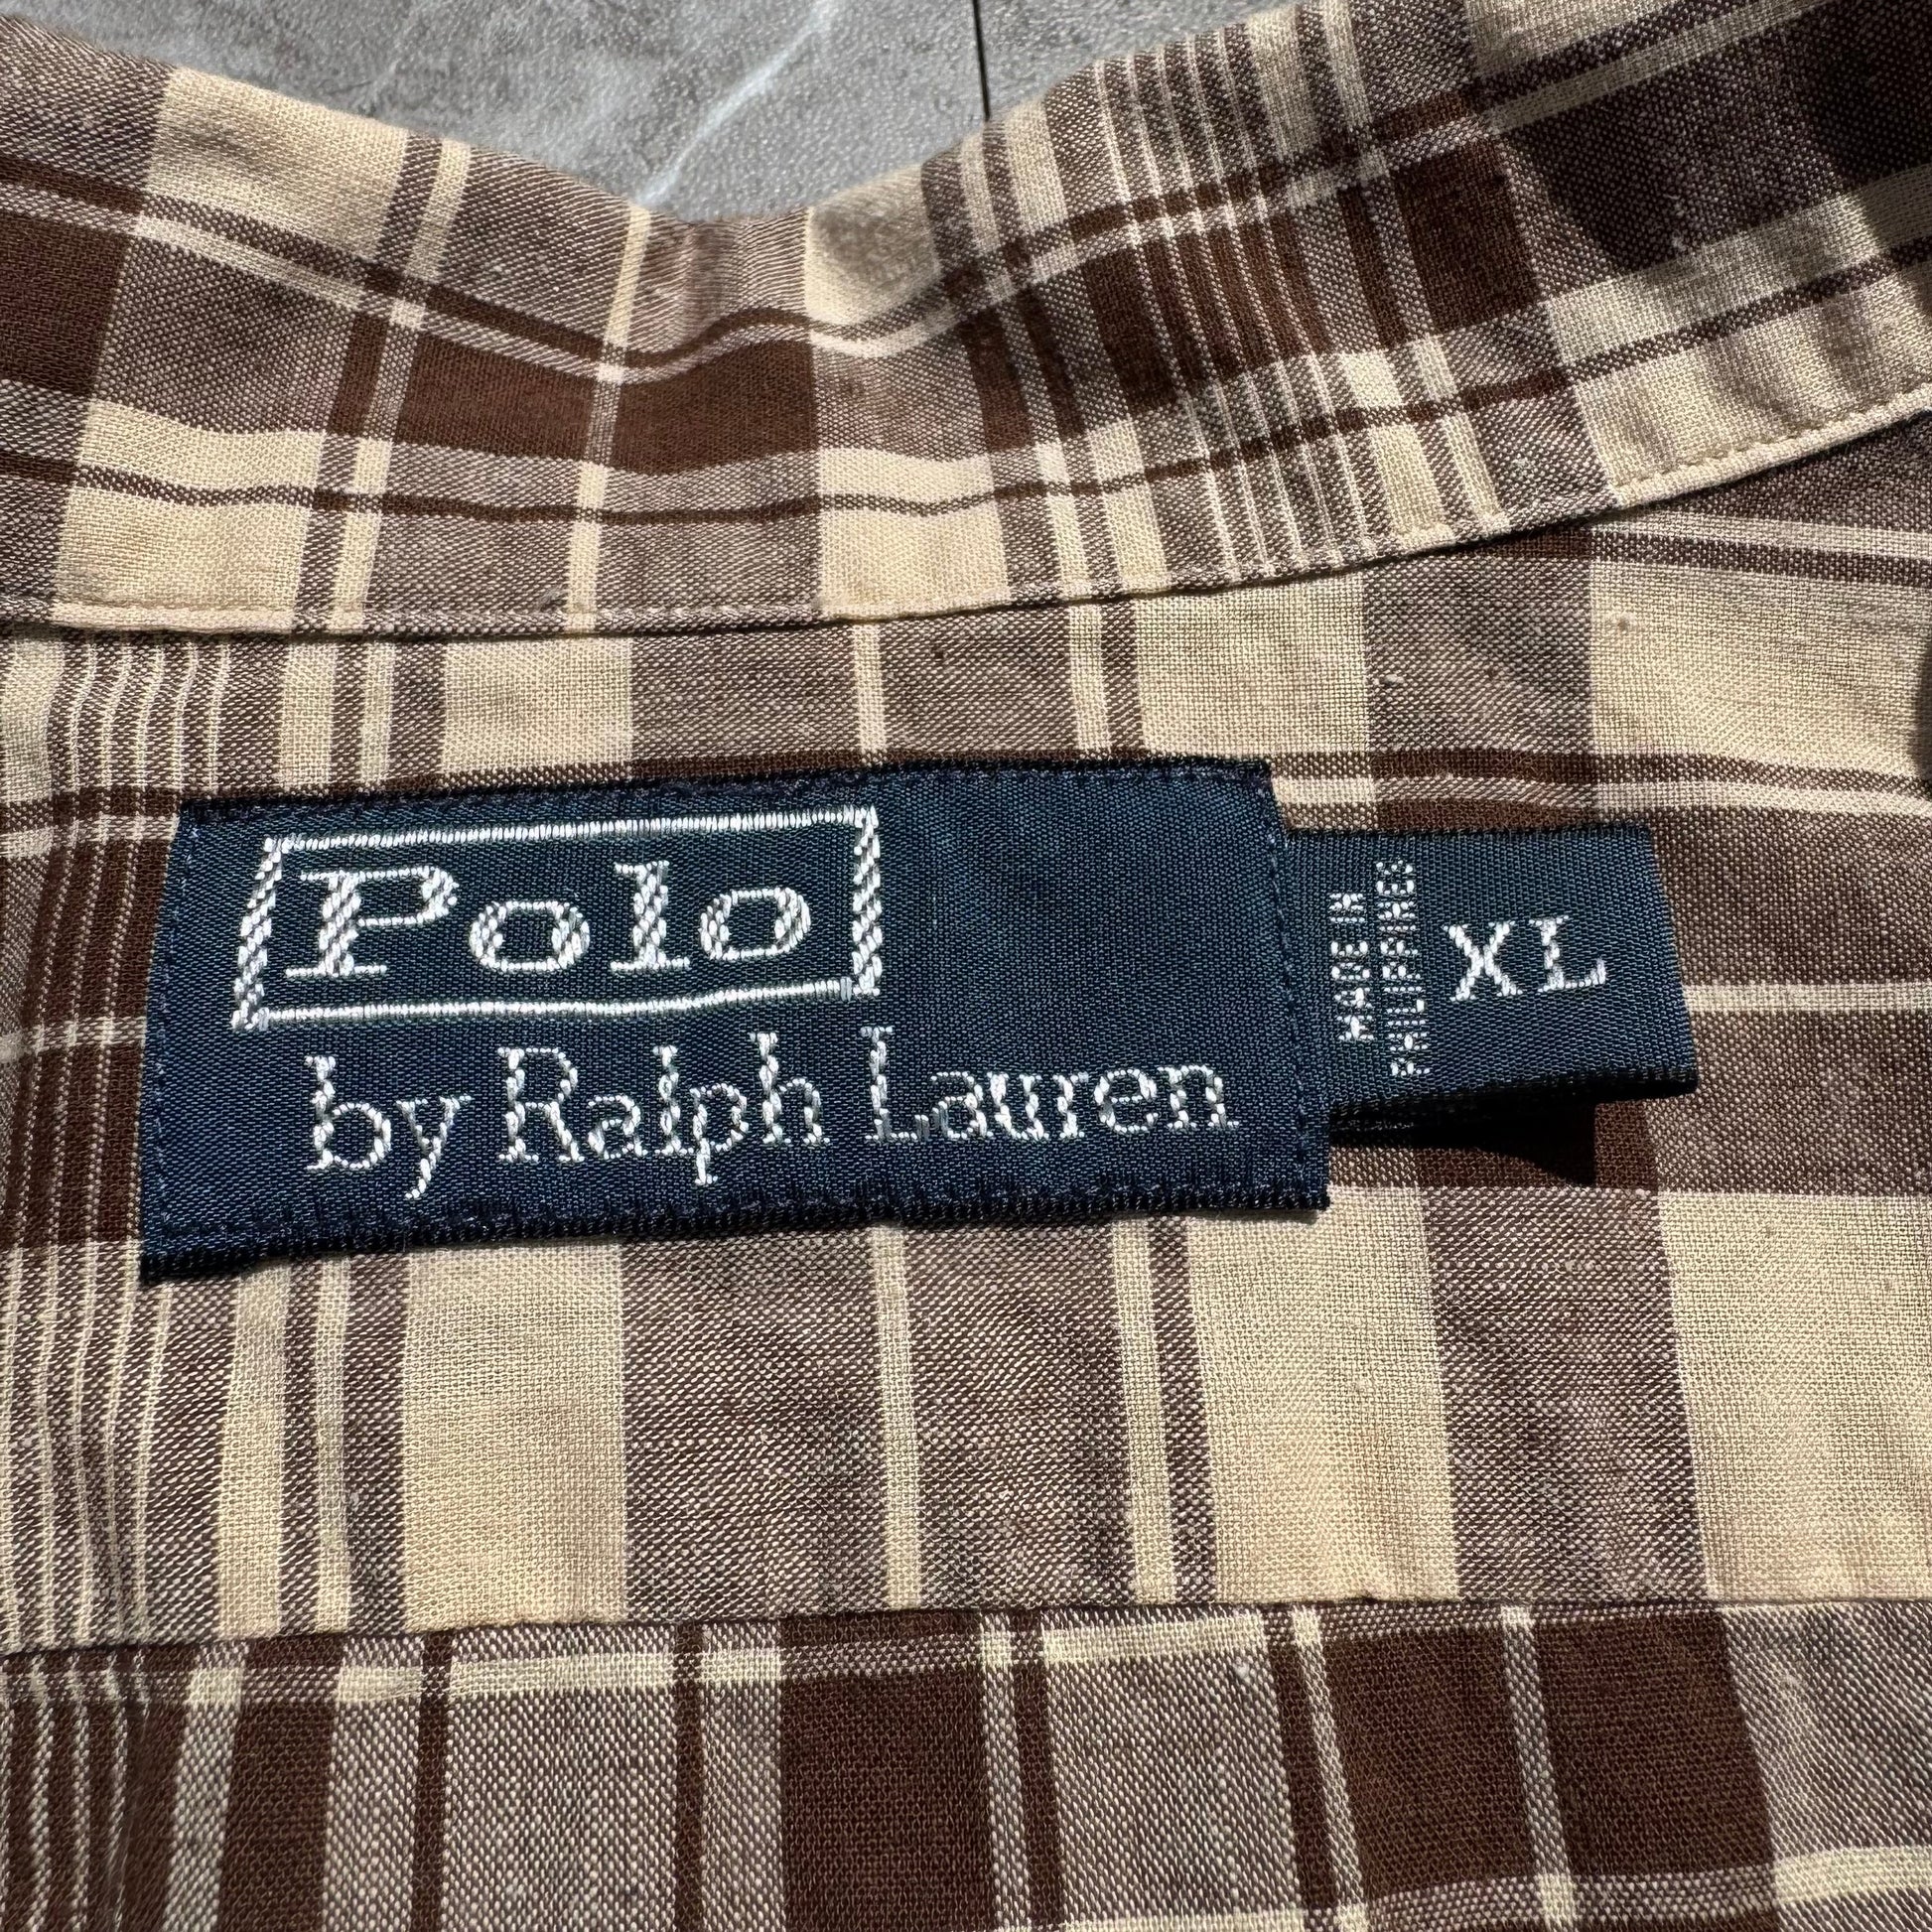 Polo
by Ralph Lauren
MADE IN
PHILIPPINES
XL